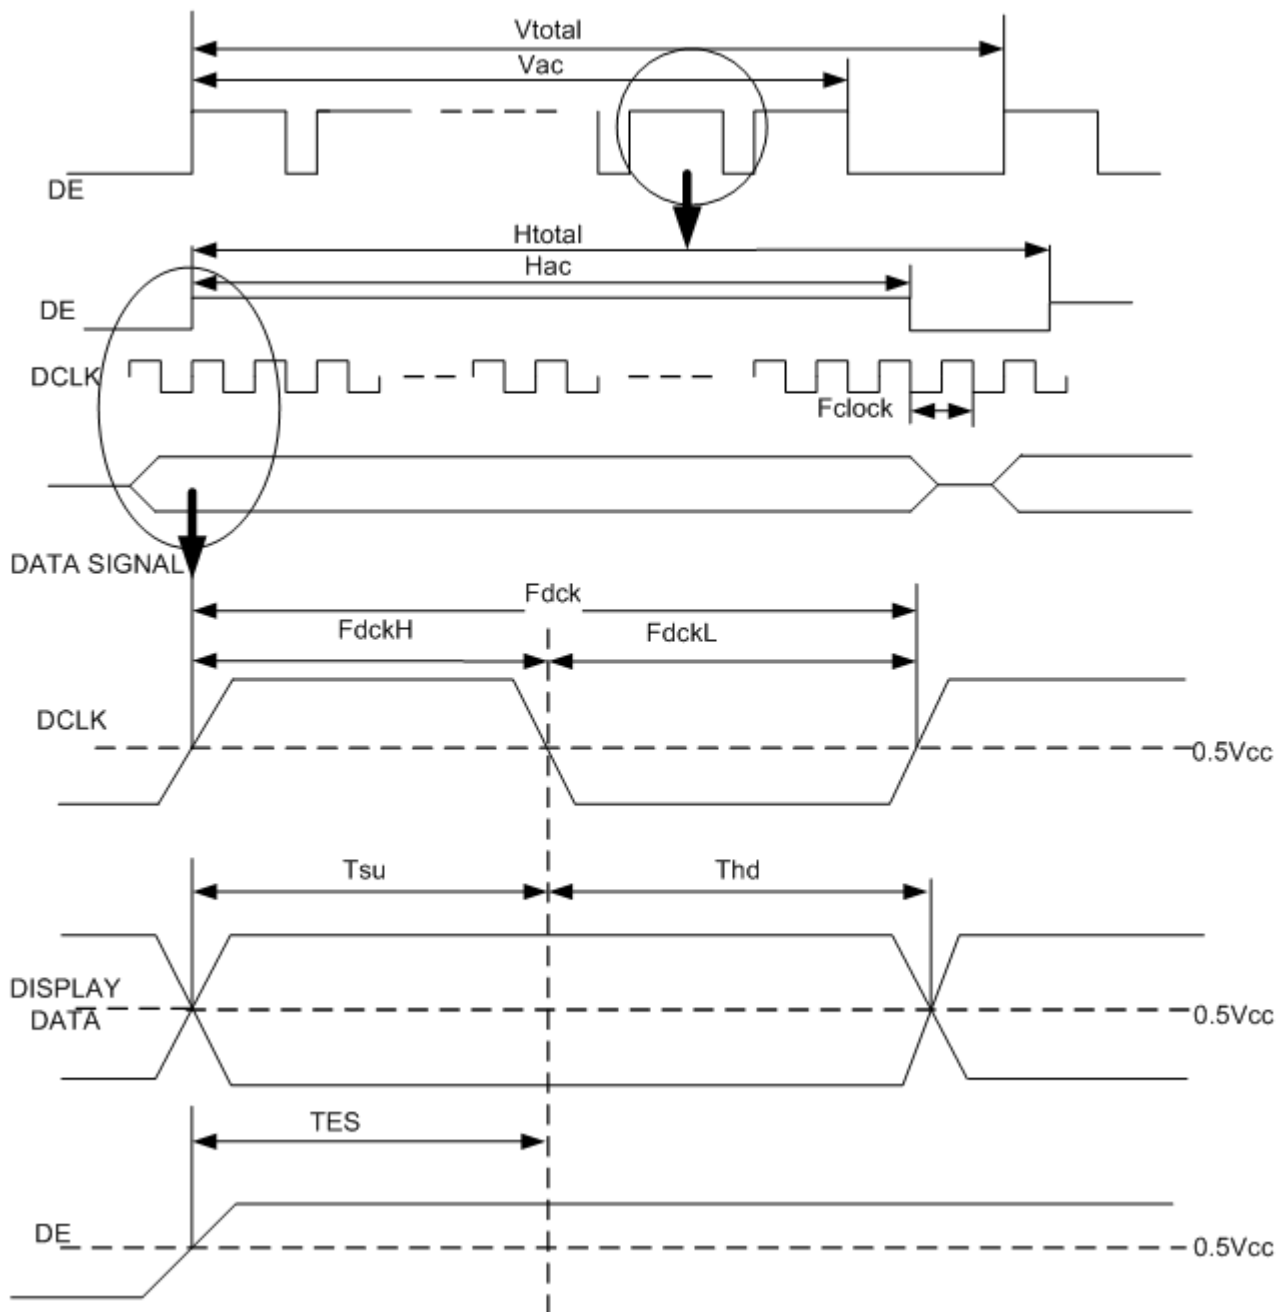 Vtotal
Vac
DE
Htotal
Hac
DE
DCLK
Fclock
DATA SIGNAL
Fdck
FdckH
FdckL
DCLK
0.5Vcc
Tsu
Thd
DISPLAY
DATA
0.5Vcc
TES
DE
0.5Vcc